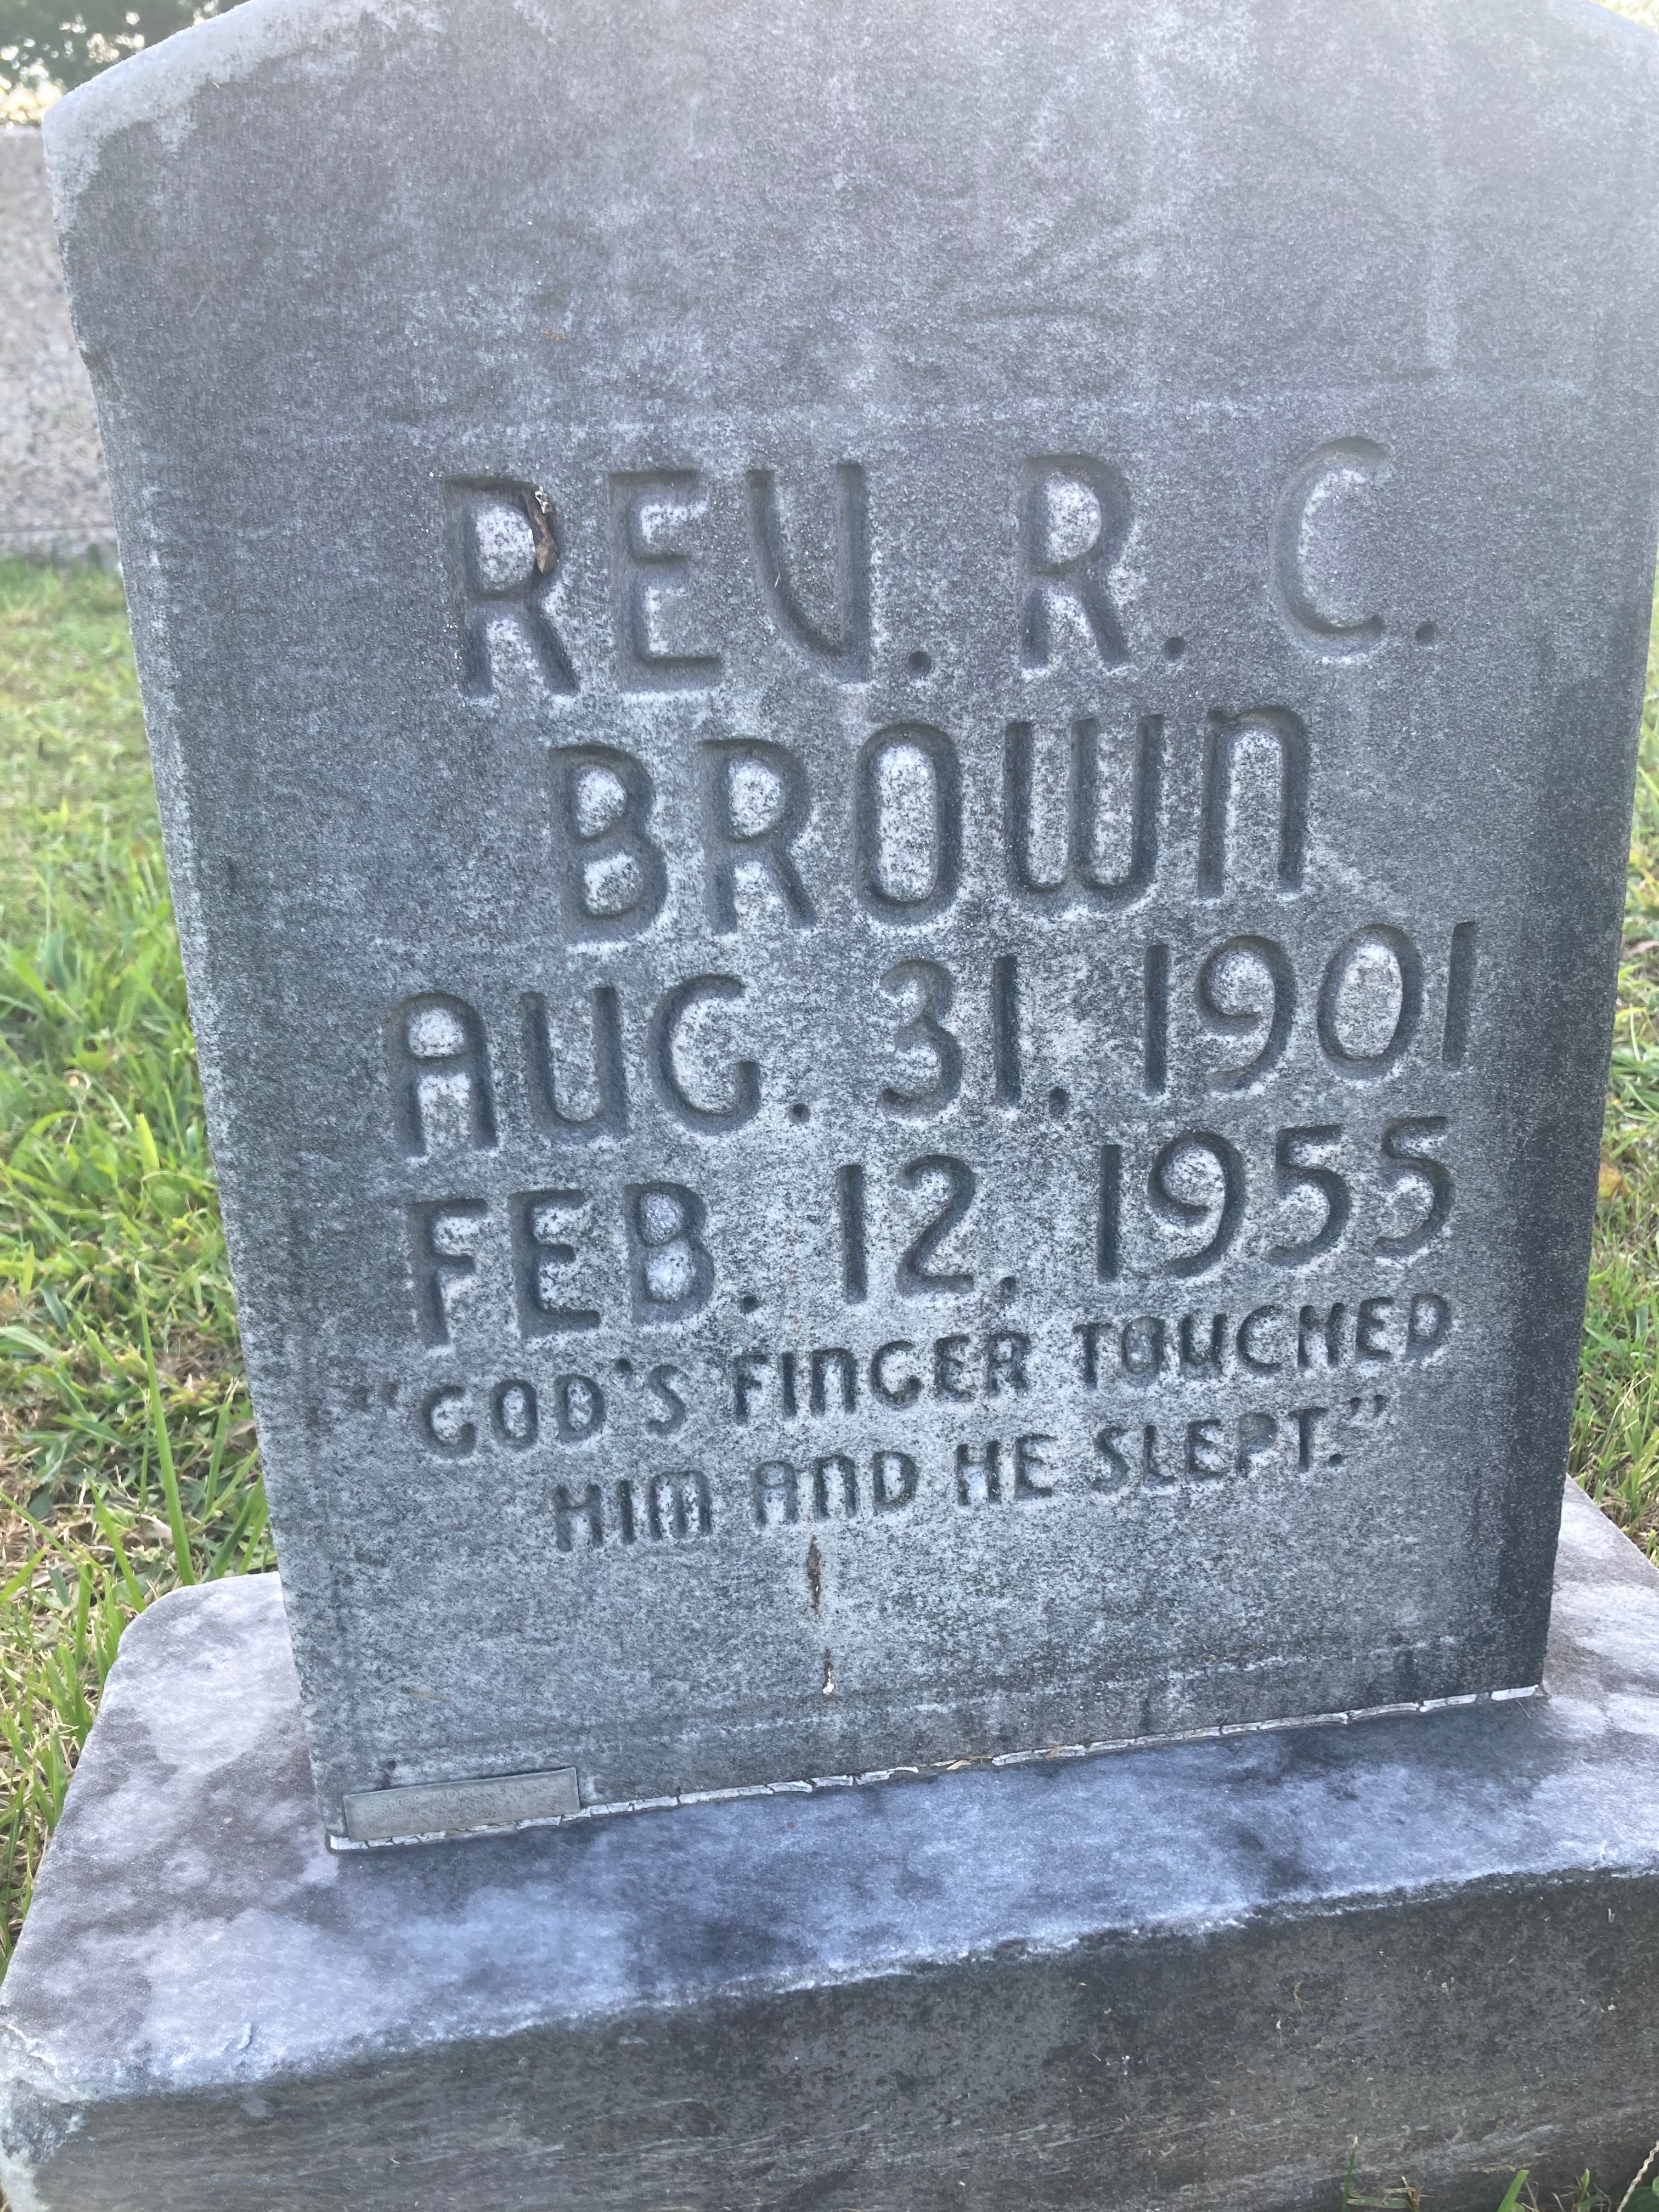 REV. R. C.
BROWN
AUG. 31, 1901
FEB. 12, 1955
"GOD'S FINGER TOUCHED
HIM AND HE SLEPT."